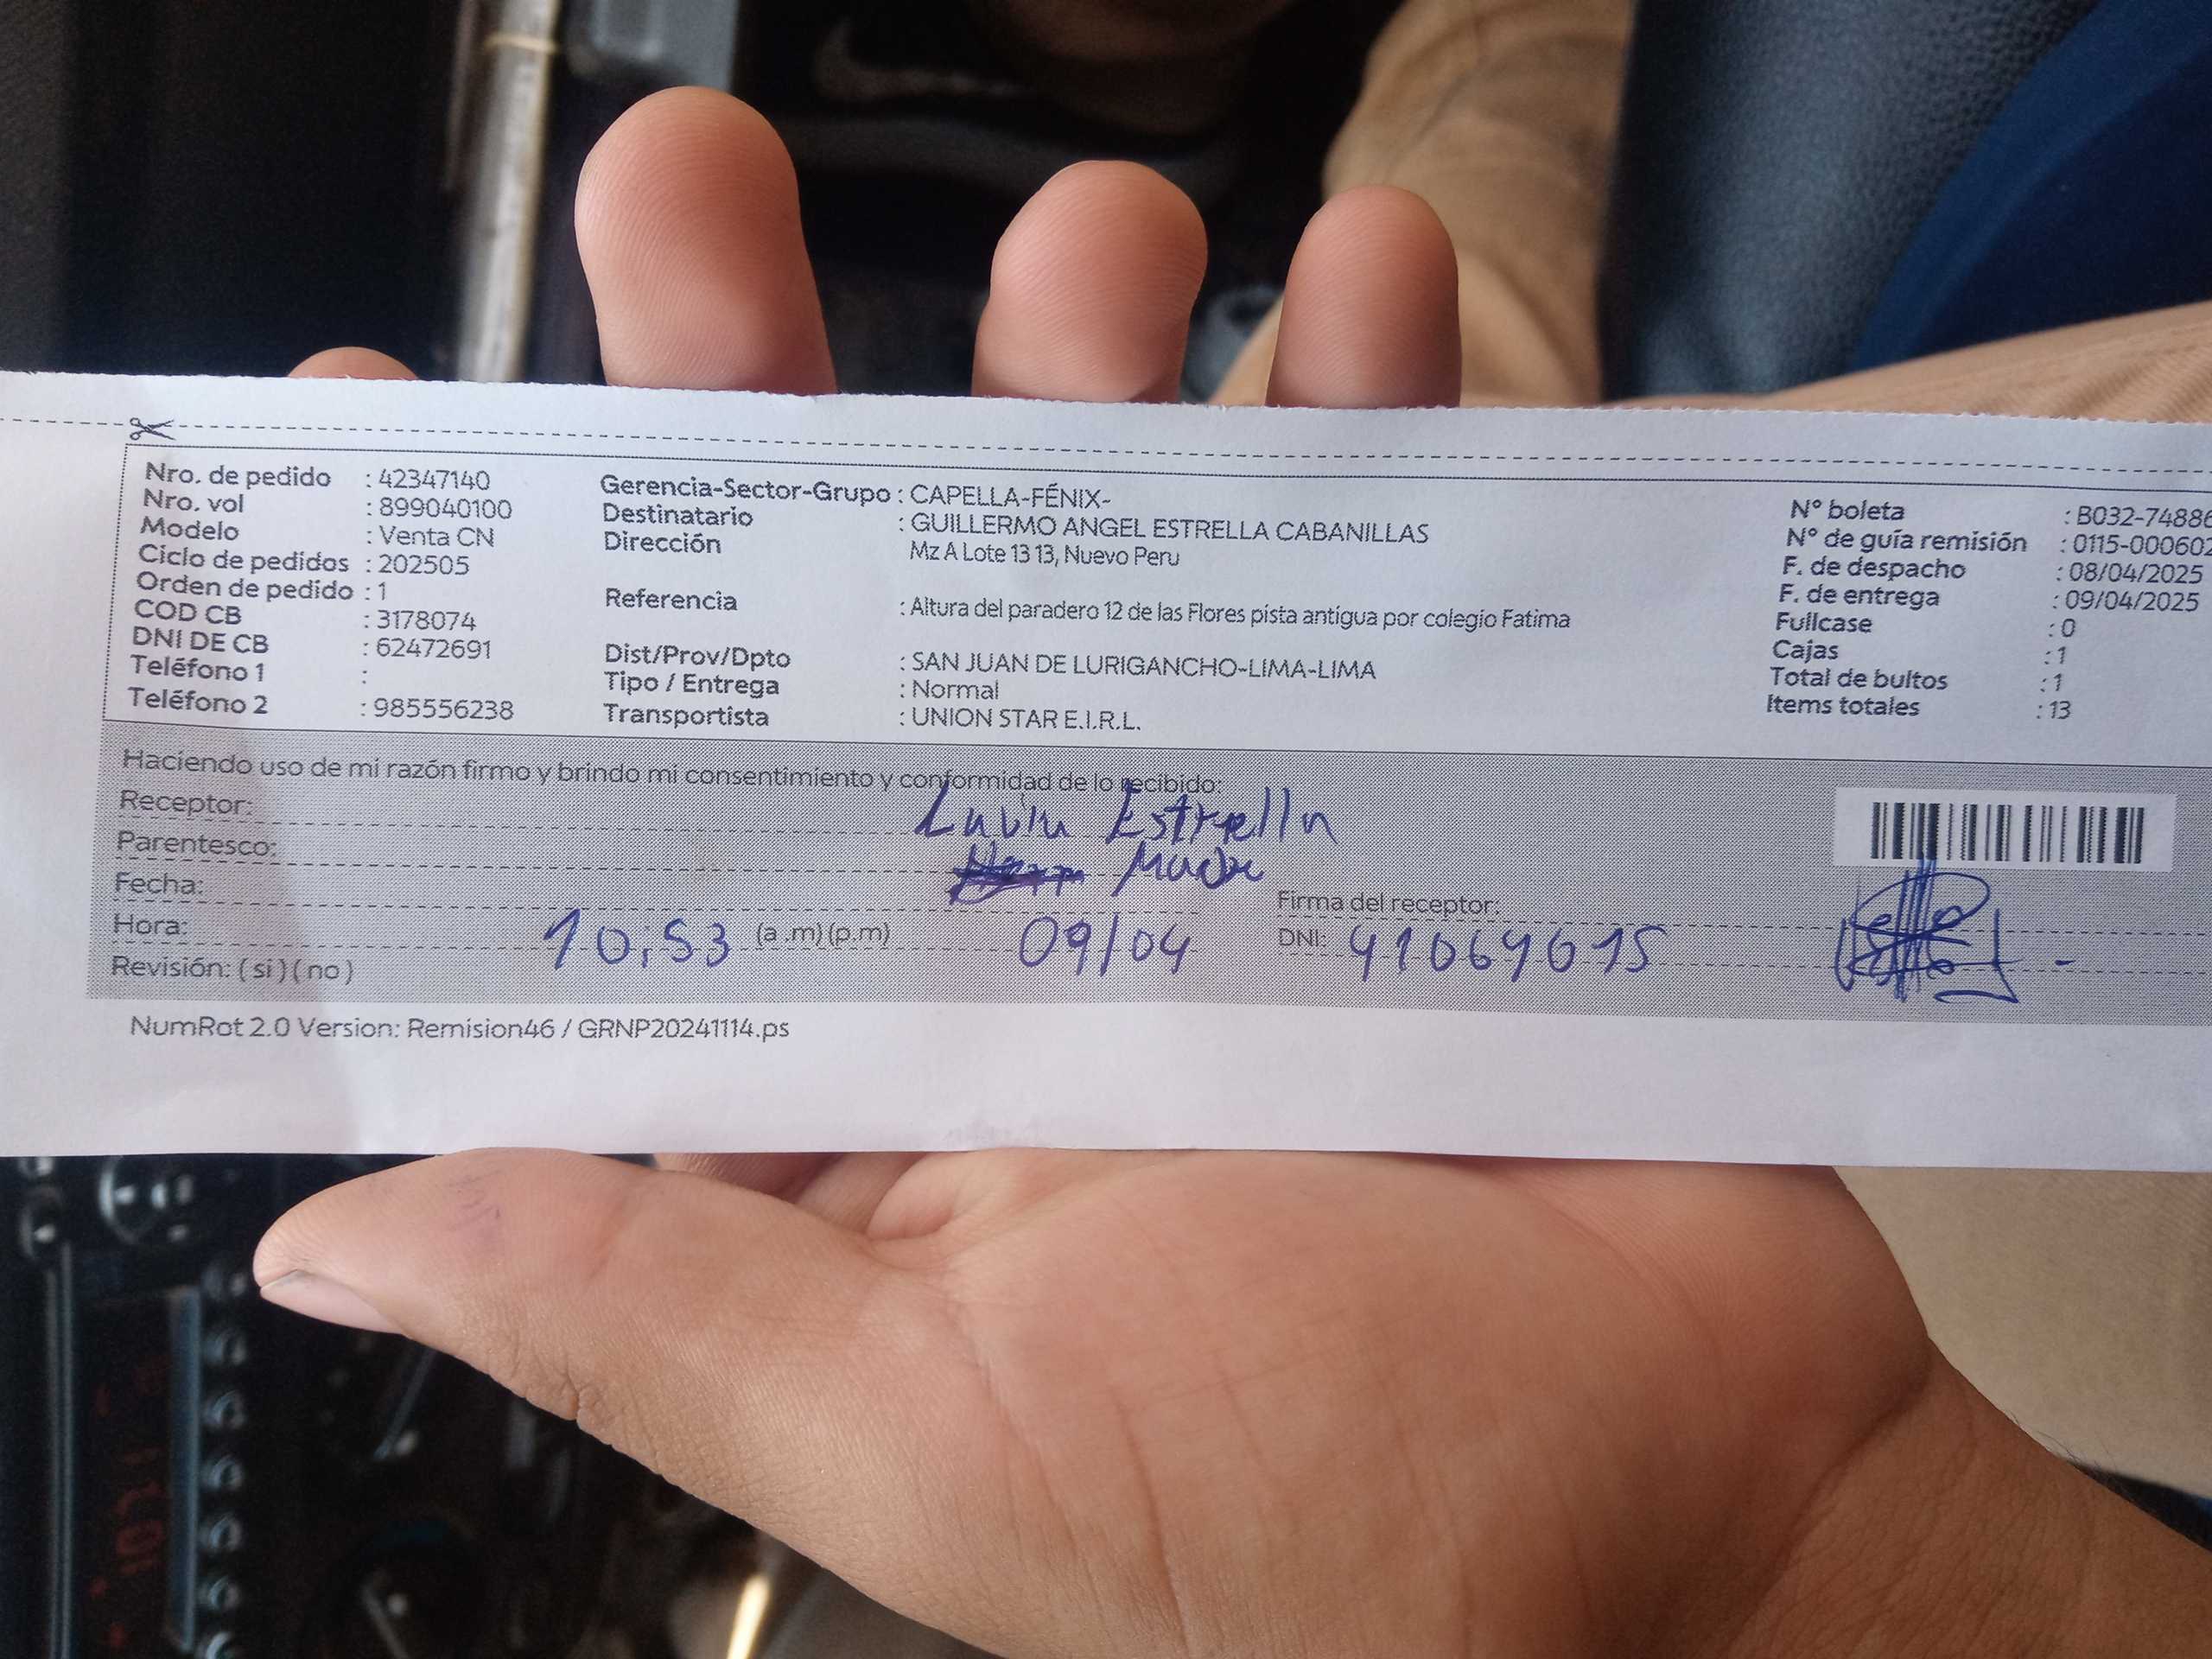 Nro. de pedido : 42347140
Nro. vol : 899040100
Modelo : Venta CN
Ciclo de pedidos : 202505
Orden de pedido : 1
COD CB : 3178074
DNI DE CB : 62472691
Teléfono 1 :
Teléfono 2 : 985556238
Gerencia-Sector-Grupo : CAPELLA-FÉNIX-
Destinatario : GUILLERMO ANGEL ESTRELLA CABANILLAS
Dirección Mz A Lote 13 13, Nuevo Peru
Referencia : Altura del paradero 12 de las Flores pista antigua por colegio Fatima
Dist/Prov/Dpto : SAN JUAN DE LURIGANCHO-LIMA-LIMA
Tipo / Entrega : Normal
Transportista : UNION STAR E.I.R.L.
N° boleta : B032-74886
N° de guía remisión : 0115-000602
F. de despacho : 08/04/2025
F. de entrega : 09/04/2025
Fullcase : 0
Cajas : 1
Total de bultos : 1
Items totales : 13
Haciendo uso de mi razón firmo y brindo mi consentimiento y conformidad de lo recibido:
Receptor: Estrella
Parentesco:
Fecha:
Hora: 10:53 (a.m)(p.m) 09/04
Revisión: (si)(no)
Firma del receptor:
DNI: 41069615
NumRot 2.0 Version: Remision46 / GRNP20241114.ps